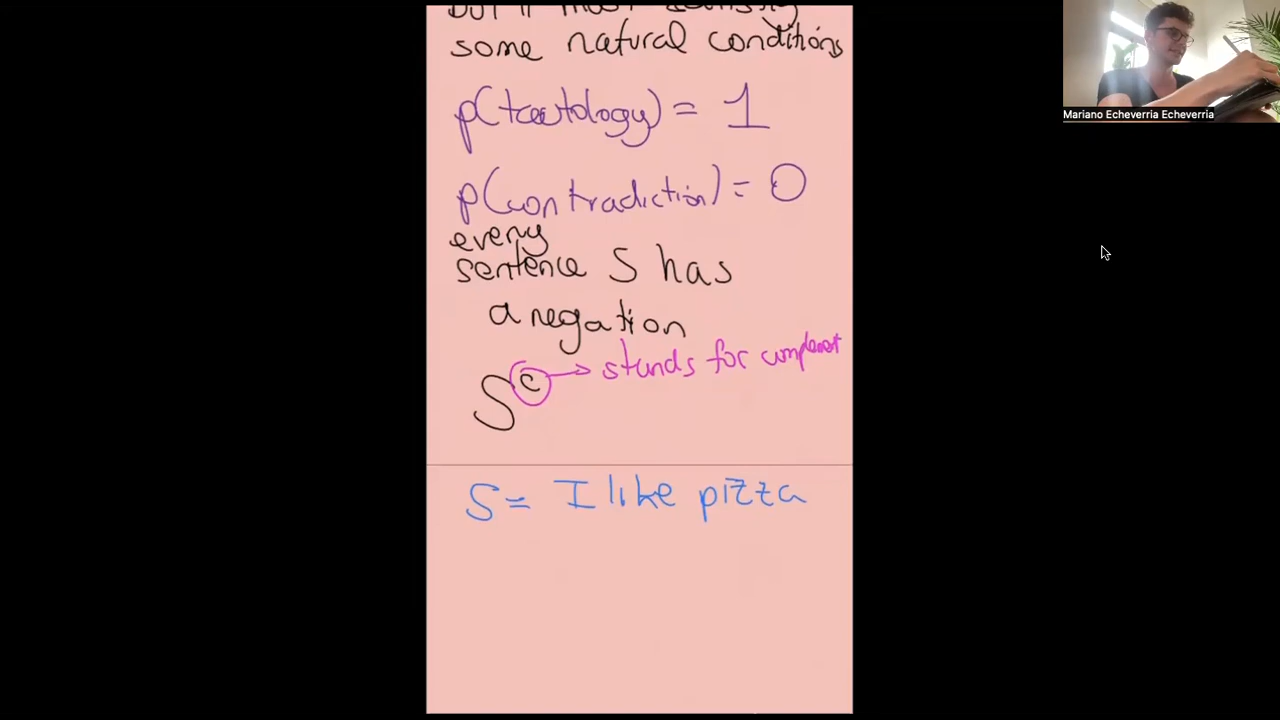 some natural conditions
p(tautology) = 1
p(contradiction) = 0
every
sentence S has
a negation
S^c → stands for complement
S = I like pizza
Mariano Echeverria Echeverria